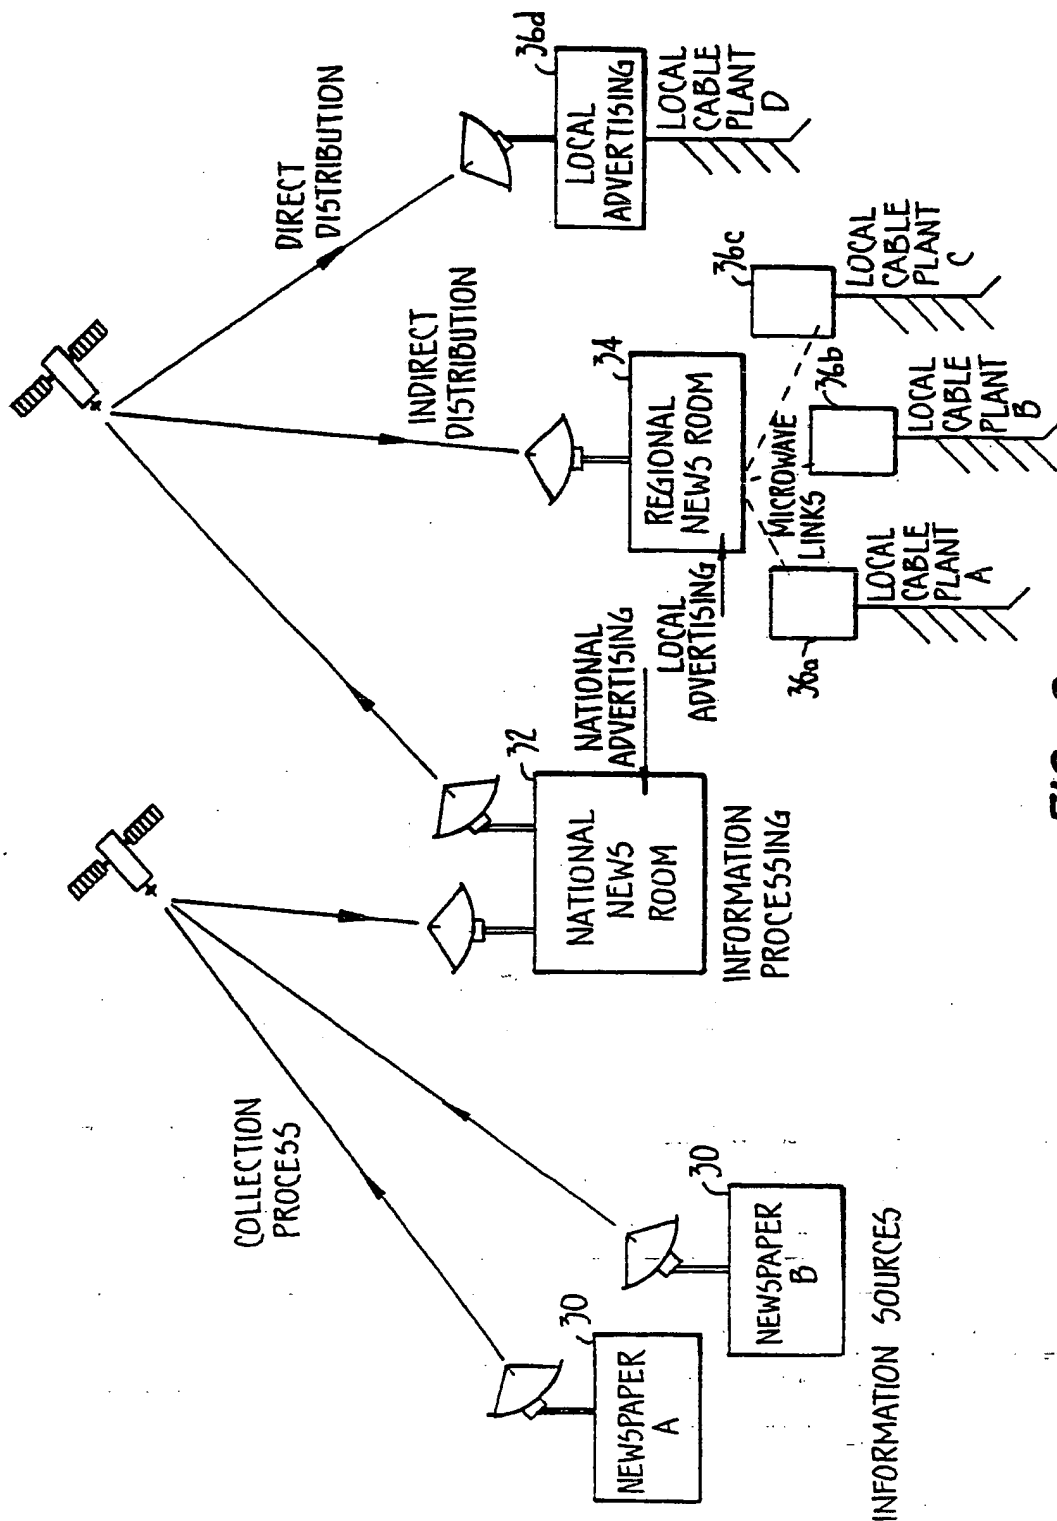 COLLECTION
PROCESS
DIRECT
DISTRIBUTION
INDIRECT
DISTRIBUTION
30
NEWSPAPER
A
30
NEWSPAPER
B
INFORMATION SOURCES
32
NATIONAL
NEWS
ROOM
INFORMATION
PROCESSING
NATIONAL
ADVERTISING
LOCAL
ADVERTISING
34
REGIONAL
NEWS ROOM
MICROWAVE
LINKS
36a
LOCAL
CABLE
PLANT
A
36b
LOCAL
CABLE
PLANT
B
36c
LOCAL
CABLE
PLANT
C
36d
LOCAL
ADVERTISING
LOCAL
CABLE
PLANT
D